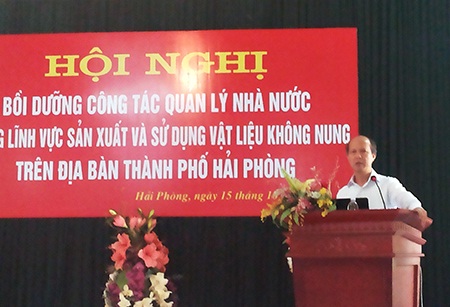 HỘI NGHỊ
BỒI DƯỠNG CÔNG TÁC QUẢN LÝ NHÀ NƯỚC
G LĨNH VỰC SẢN XUẤT VÀ SỬ DỤNG VẬT LIỆU KHÔNG NUNG
TRÊN ĐỊA BÀN THÀNH PHỐ HẢI PHÒNG
Hải Phòng, ngày 15 tháng 1